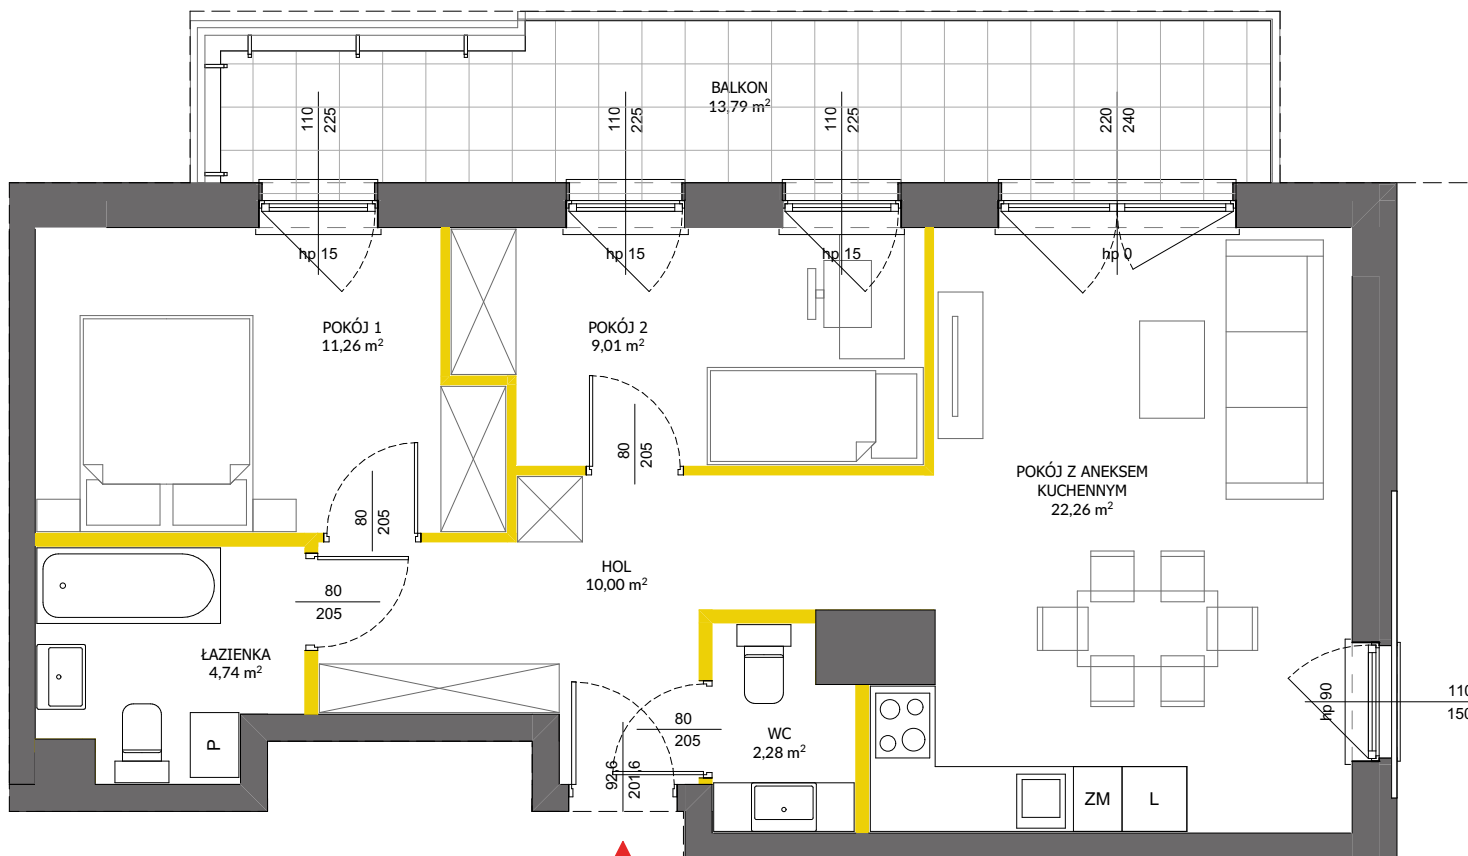 BALKON
13,79 m²
110
225
110
225
110
225
220
240
hp 15
hp 15
hp 15
hp 0
POKÓJ 1
11,26 m²
POKÓJ 2
9,01 m²
POKÓJ Z ANEKSEM
KUCHENNYM
22,26 m²
80
205
80
205
HOL
10,00 m²
80
205
ŁAZIENKA
4,74 m²
P
80
205
WC
2,28 m²
92,6
201,6
hp 90
110
150
ZM
L